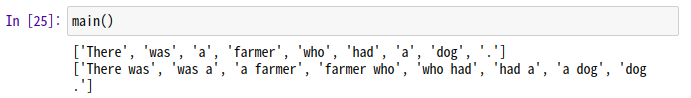 In [25]: main()
['There', 'was', 'a', 'farmer', 'who', 'had', 'a', 'dog', '.']
['There was', 'was a', 'a farmer', 'farmer who', 'who had', 'had a', 'a dog', 'dog
.']